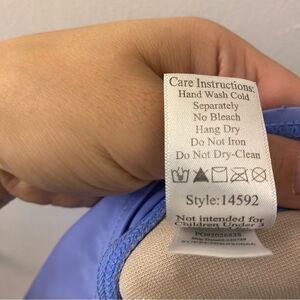 Care Instructions:
Hand Wash Cold
Separately
No Bleach
Hang Dry
Do Not Iron
Do Not Dry-Clean
Style:14592
Not intended for
Children Under 3